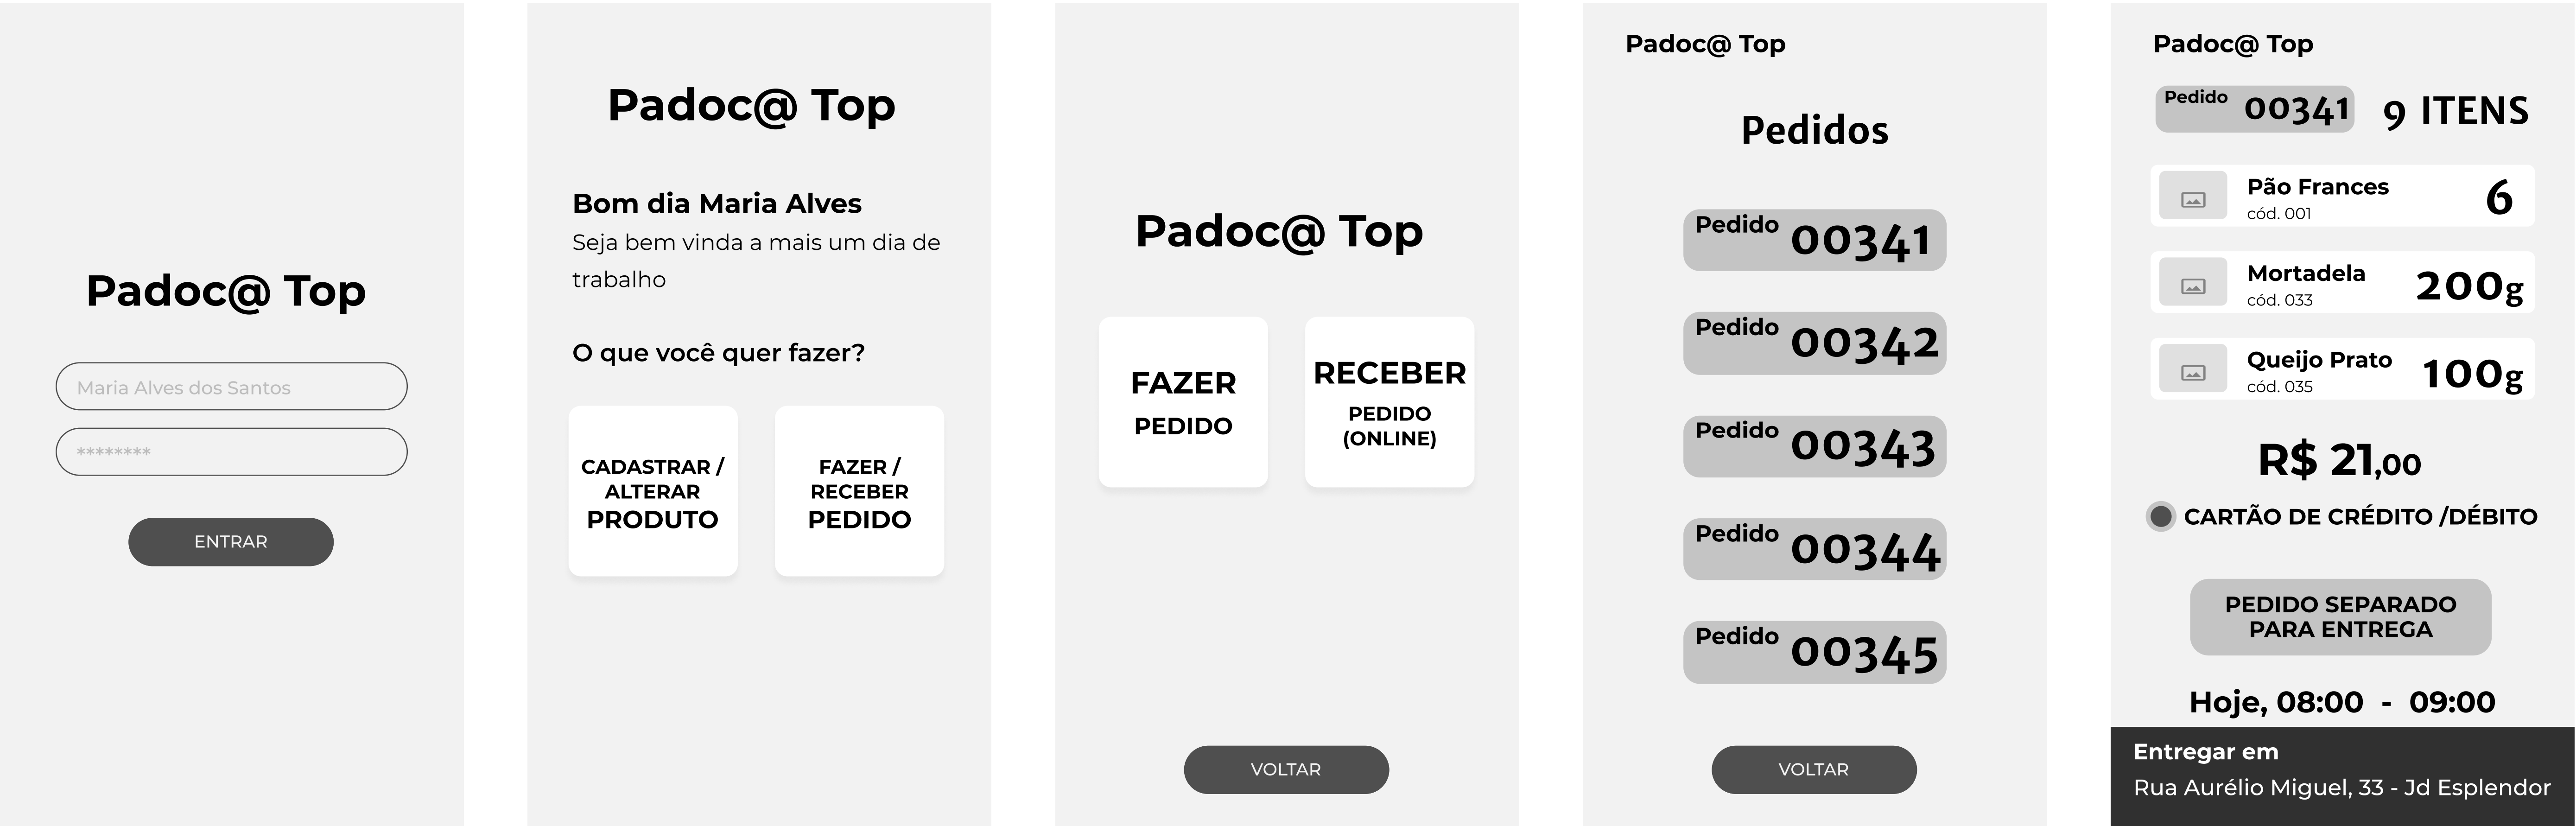 Padoc@ Top
Maria Alves dos Santos
********
ENTRAR
Padoc@ Top
Bom dia Maria Alves
Seja bem vinda a mais um dia de
trabalho
O que você quer fazer?
CADASTRAR /
ALTERAR
PRODUTO
FAZER /
RECEBER
PEDIDO
Padoc@ Top
FAZER
PEDIDO
RECEBER
PEDIDO
(ONLINE)
VOLTAR
Padoc@ Top
Pedidos
Pedido 00341
Pedido 00342
Pedido 00343
Pedido 00344
Pedido 00345
VOLTAR
Padoc@ Top
Pedido 00341 9 ITENS
Pão Frances 6
cód. 001
Mortadela 200g
cód. 033
Queijo Prato 100g
cód. 035
R$ 21,00
CARTÃO DE CRÉDITO /DÉBITO
PEDIDO SEPARADO
PARA ENTREGA
Hoje, 08:00 - 09:00
Entregar em
Rua Aurélio Miguel, 33 - Jd Esplendor